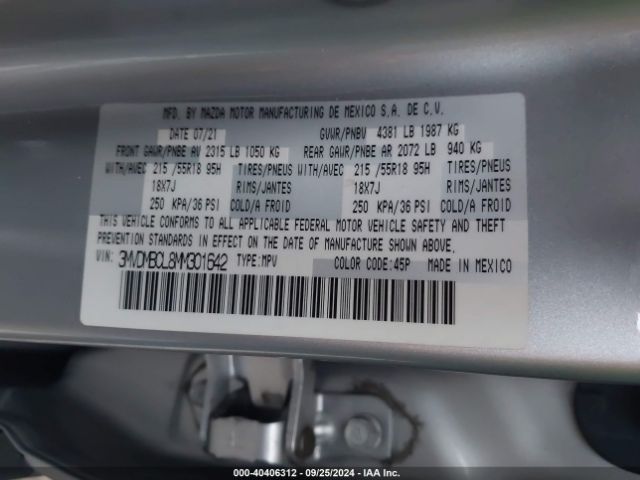 MFD. BY MAZDA MOTOR MANUFACTURING DE MEXICO S.A. DE C.V.
DATE 07/21 GVWR/PNBV 4381 LB 1987 KG
FRONT GAWR/PNBE AV 2315 LB 1050 KG REAR GAWR/PNBE AR 2072 LB 940 KG
WITH/AVEC 215 /55R18 95H TIRES/PNEUS WITH/AVEC 215 /55R18 95H TIRES/PNEUS
18X7J RIMS/JANTES 18X7J RIMS/JANTES
250 KPA/36 PSI COLD/A FROID 250 KPA/36 PSI COLD/A FROID
THIS VEHICLE CONFORMS TO ALL APPLICABLE FEDERAL MOTOR VEHICLE SAFETY AND THEFT
PREVENTION STANDARDS IN EFFECT ON THE DATE OF MANUFACTURE SHOWN ABOVE.
VIN: 3MVDMBCL8MM301642 TYPE:MPV COLOR CODE:45P MADE IN MEXICO
000-40406312 - 09/25/2024 - IAAI.com